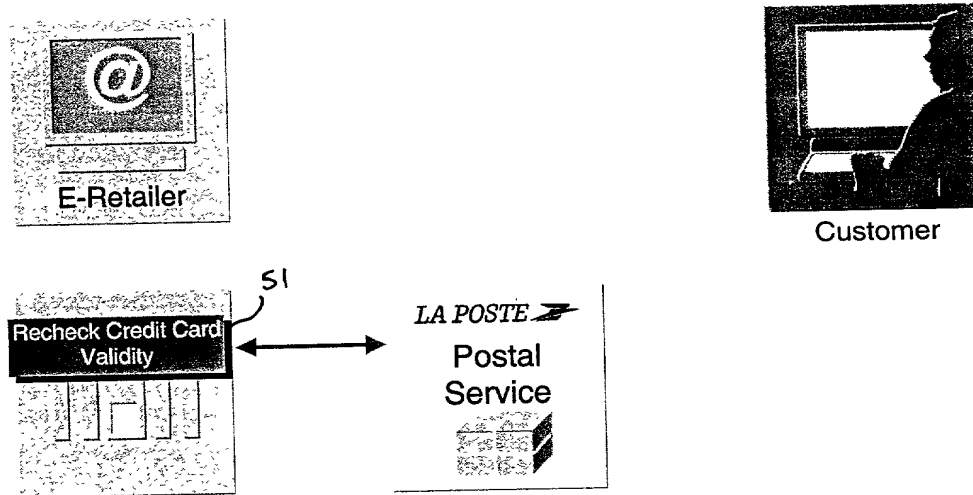 @
E-Retailer
Customer
51
Recheck Credit Card
Validity
LA POSTE
Postal
Service